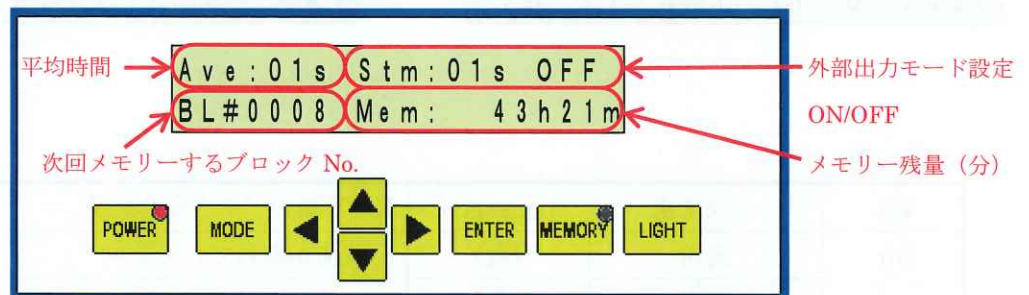 平均時間
Ave:01s Stm:01s OFF
外部出力モード設定
ON/OFF
BL#0008 Mem: 43h21m
次回メモリーするブロック No.
メモリー残量（分）
POWER MODE ENTER MEMORY LIGHT